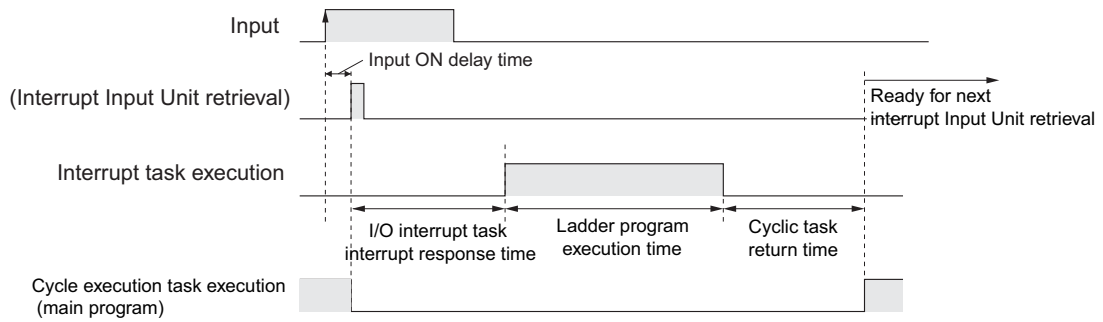 Input
Input ON delay time
(Interrupt Input Unit retrieval)
Ready for next
interrupt Input Unit retrieval
Interrupt task execution
I/O interrupt task
interrupt response time
Ladder program
execution time
Cyclic task
return time
Cycle execution task execution
(main program)